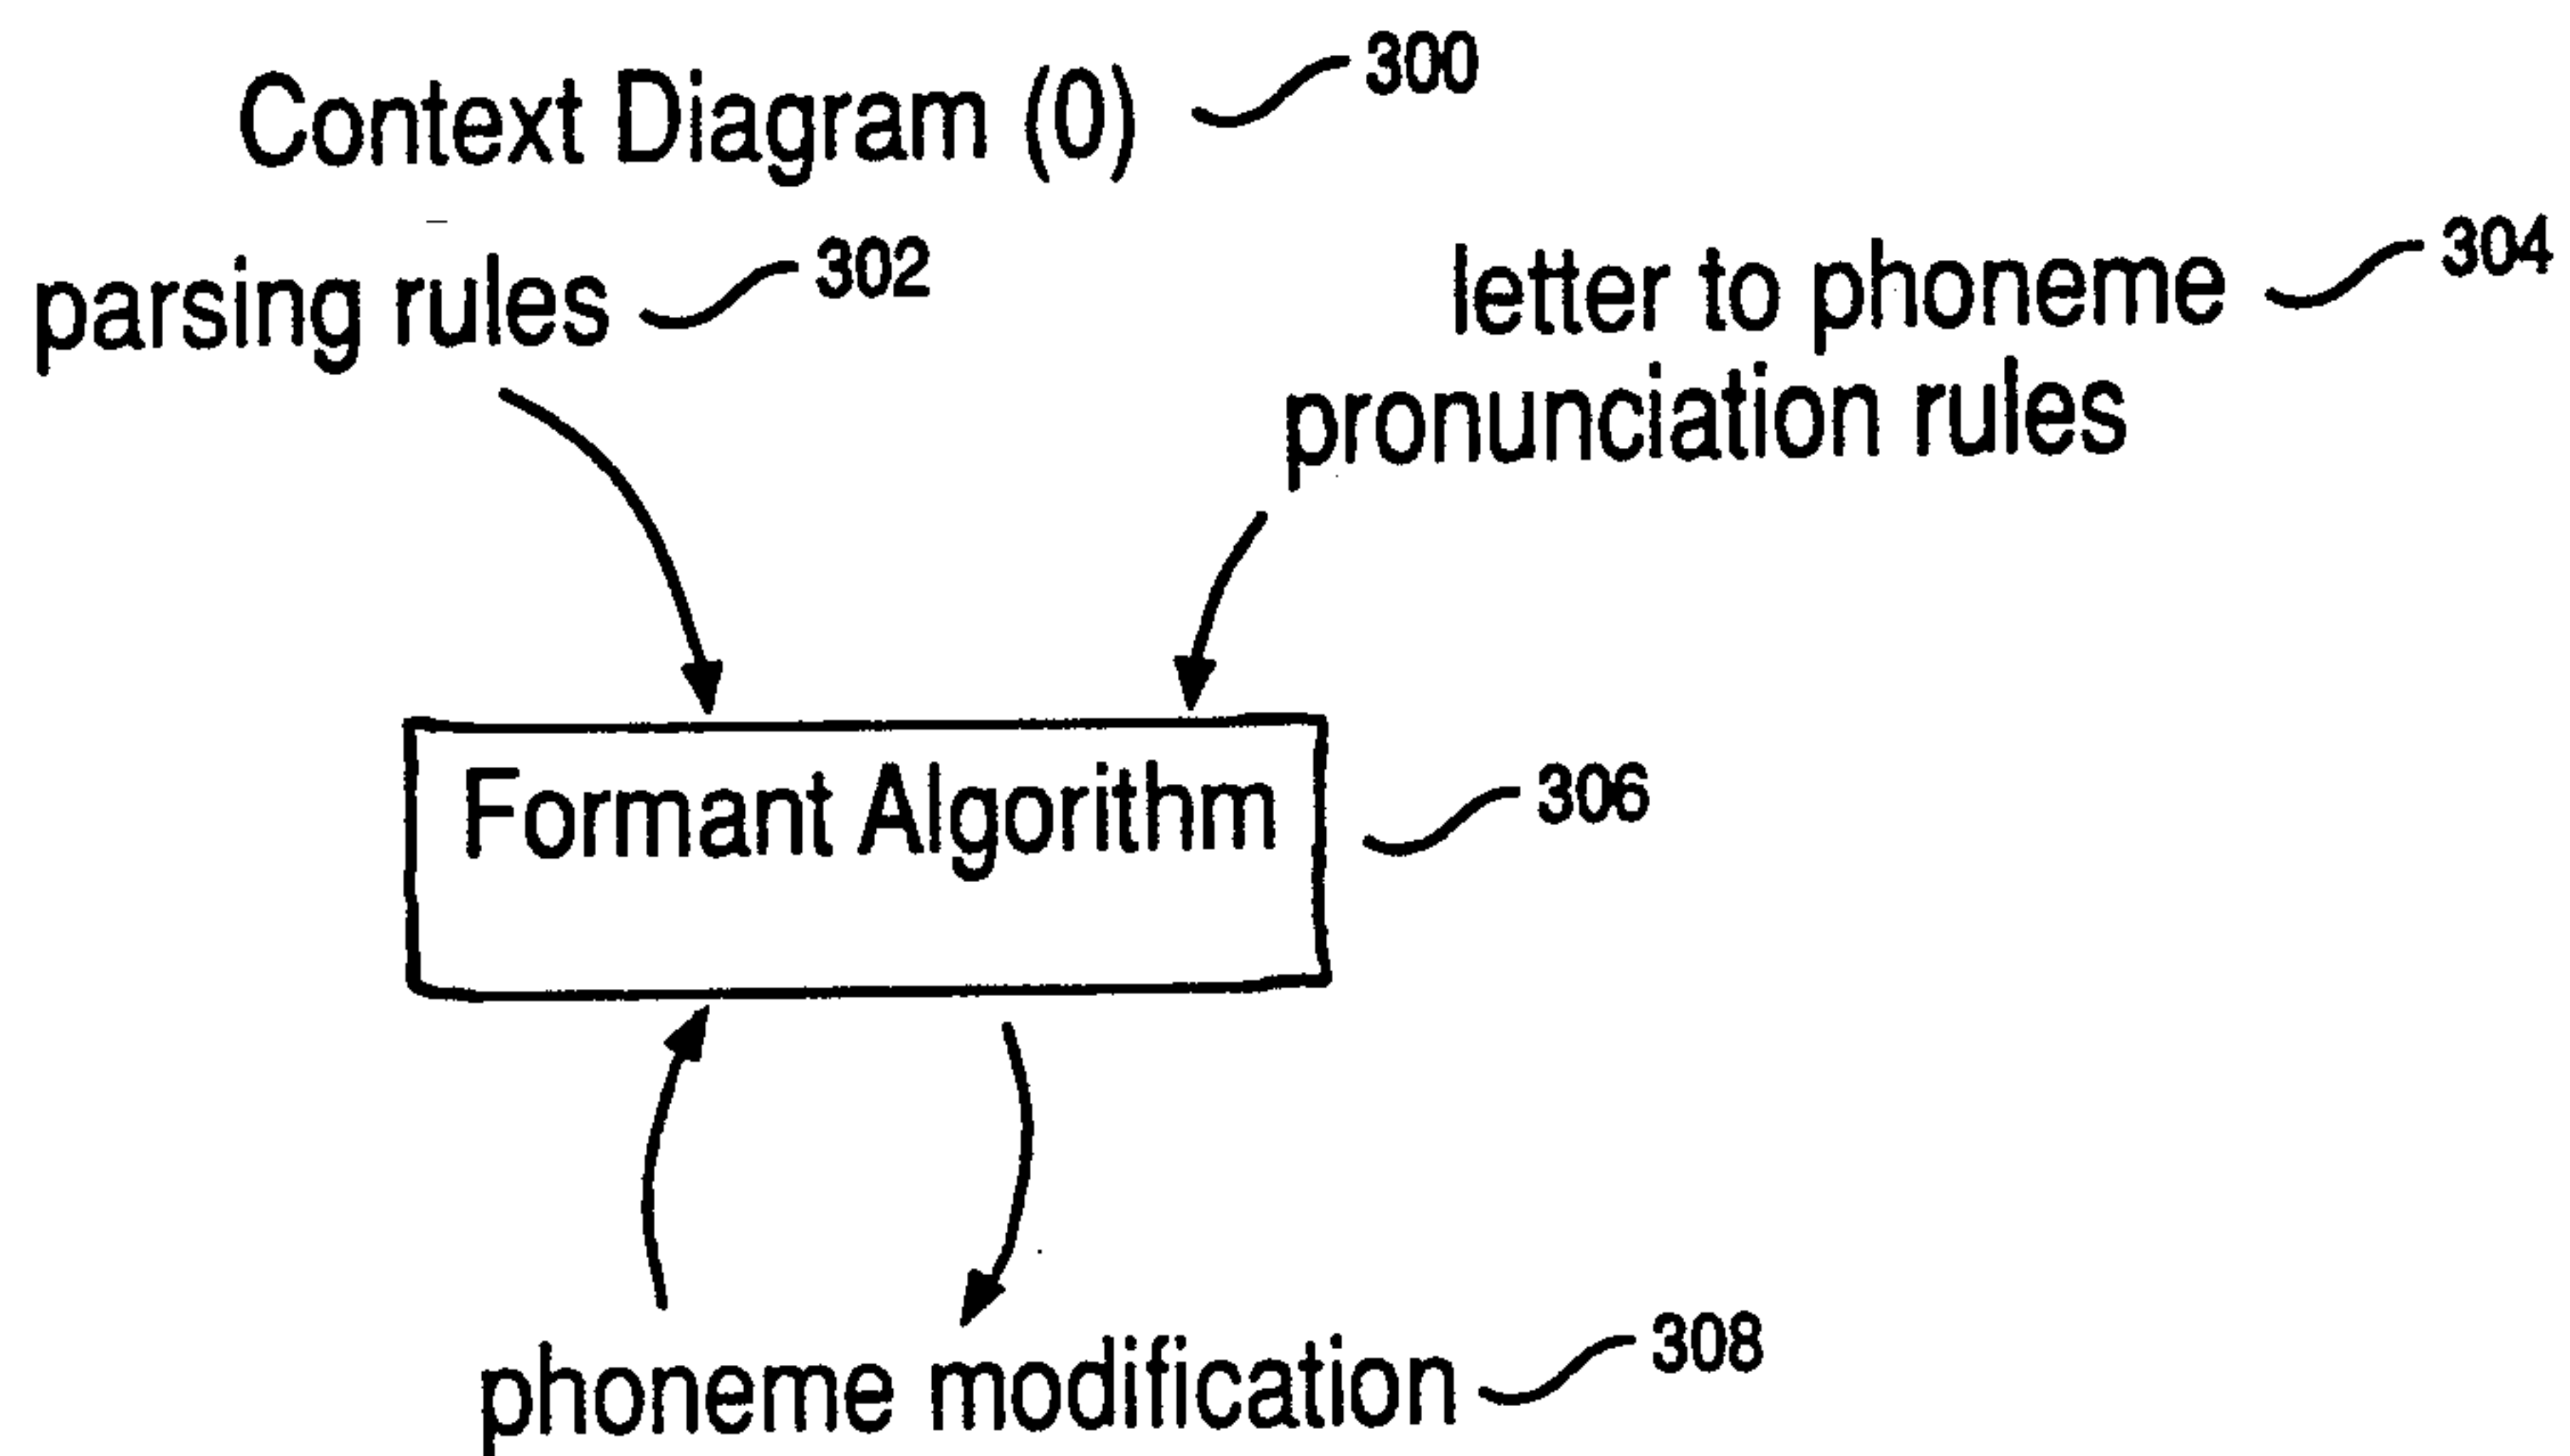 Context Diagram (0) 300
parsing rules 302
letter to phoneme 304
pronunciation rules
Formant Algorithm 306
phoneme modification 308